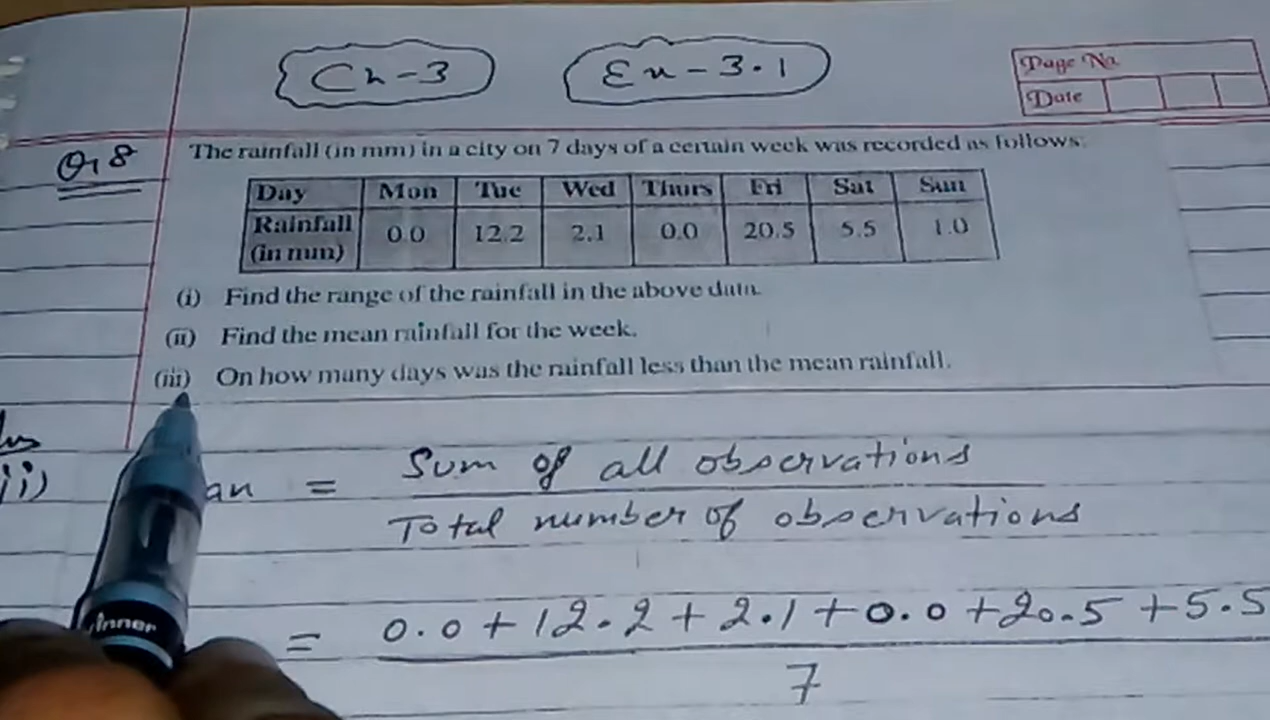 Ch-3 Ex-3.1
Page No.
Date
Q.8 The rainfall (in mm) in a city on 7 days of a certain week was recorded as follows:
Day Mon Tue Wed Thurs Fri Sat Sun
Rainfall (in mm) 0.0 12.2 2.1 0.0 20.5 5.5 1.0
(i) Find the range of the rainfall in the above data.
(ii) Find the mean rainfall for the week.
(iii) On how many days was the rainfall less than the mean rainfall.
an = Sum of all observations
Total number of observations
= 0.0+12.2+2.1+0.0+20.5+5.5
7
inner